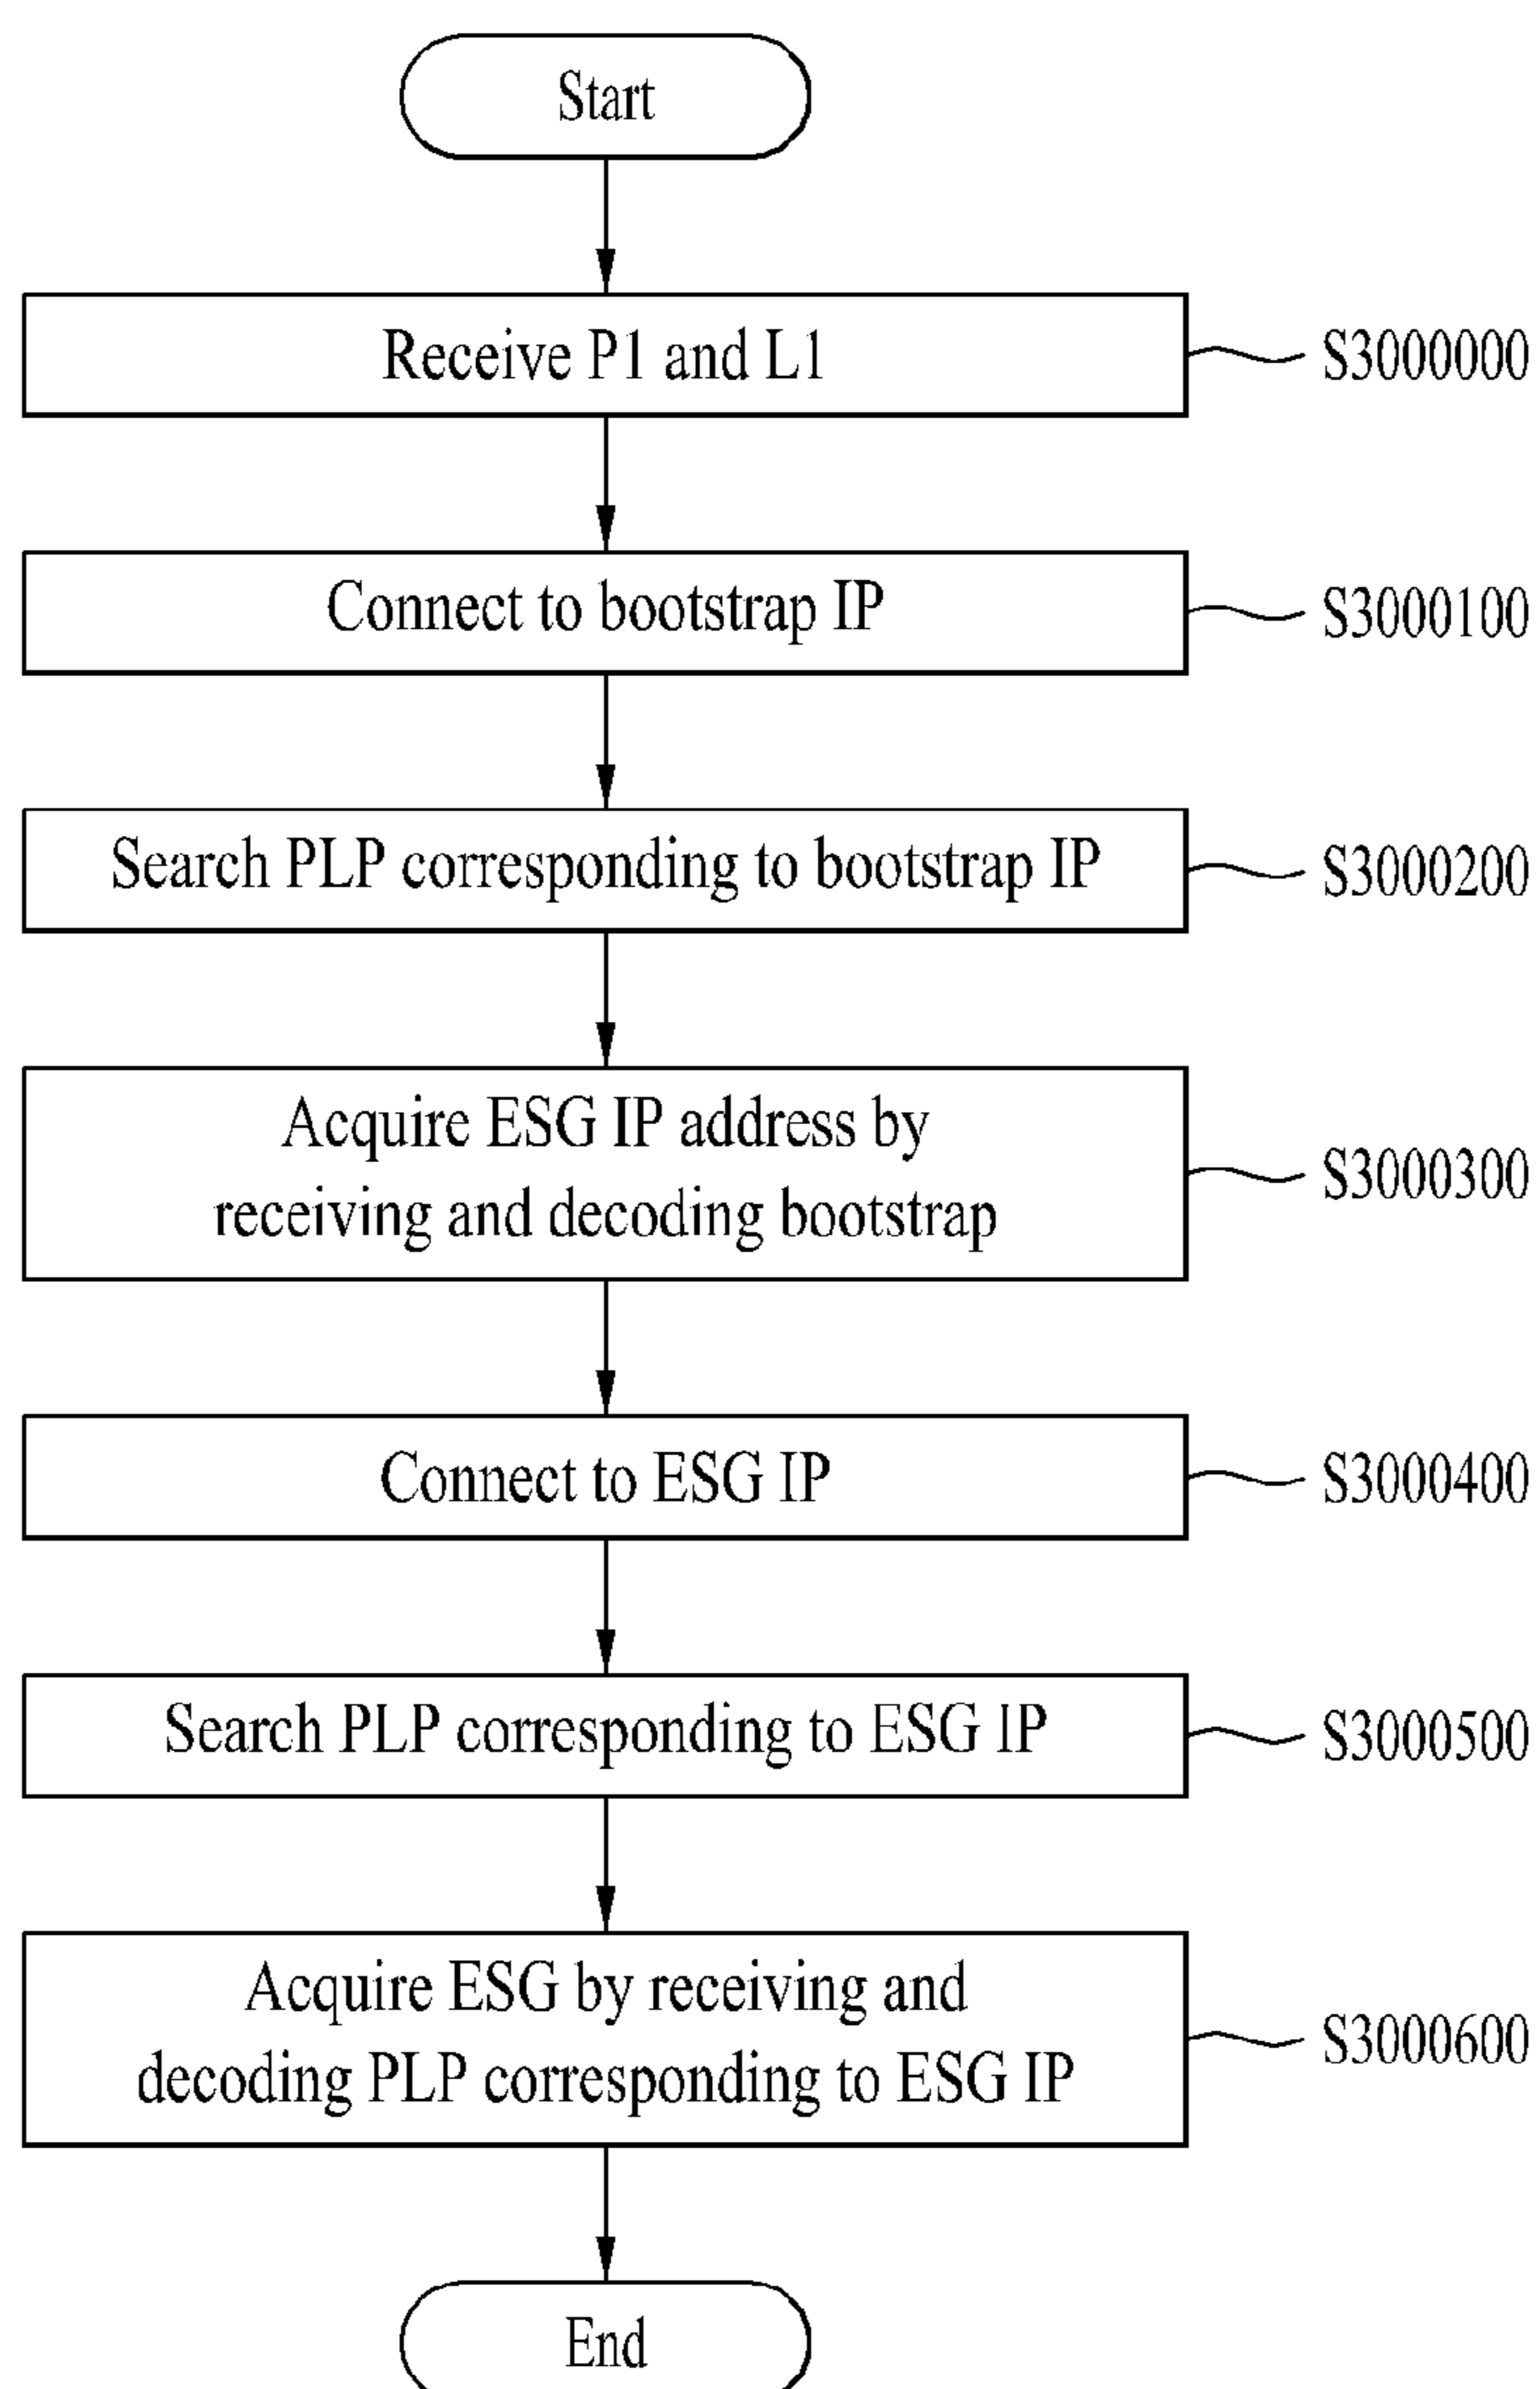 Start
Receive P1 and L1
S3000000
Connect to bootstrap IP
S3000100
Search PLP corresponding to bootstrap IP
S3000200
Acquire ESG IP address by
receiving and decoding bootstrap
S3000300
Connect to ESG IP
S3000400
Search PLP corresponding to ESG IP
S3000500
Acquire ESG by receiving and
decoding PLP corresponding to ESG IP
S3000600
End